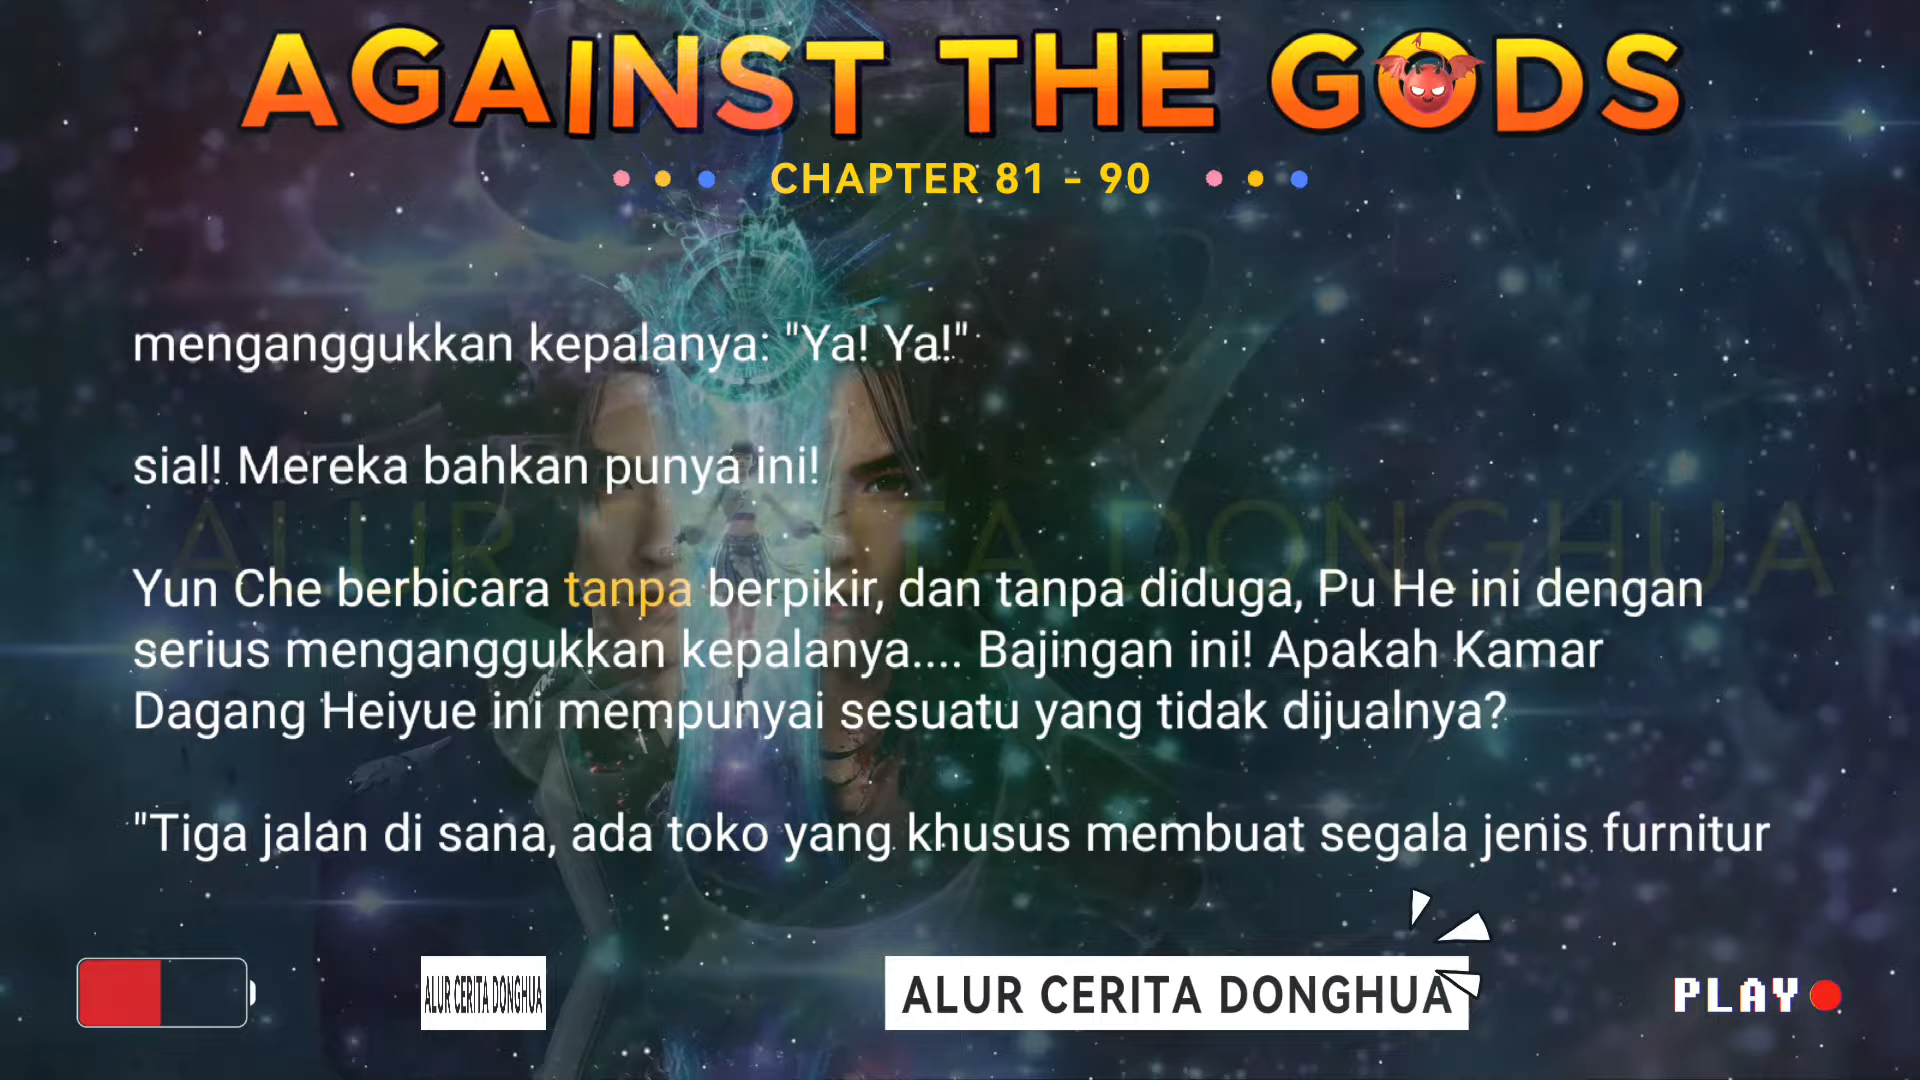 AGAINST THE GODS
CHAPTER 81 - 90
menganggukkan kepalanya: "Ya! Ya!"
sial! Mereka bahkan punya ini!
ALUR CERITA DONGHUA
Yun Che berbicara tanpa berpikir, dan tanpa diduga, Pu He ini dengan
serius menganggukkan kepalanya.... Bajingan ini! Apakah Kamar
Dagang Heiyue ini mempunyai sesuatu yang tidak dijualnya?
"Tiga jalan di sana, ada toko yang khusus membuat segala jenis furnitur
ALUR CERITA DONGHUA
ALUR CERITA DONGHUA
PLAY